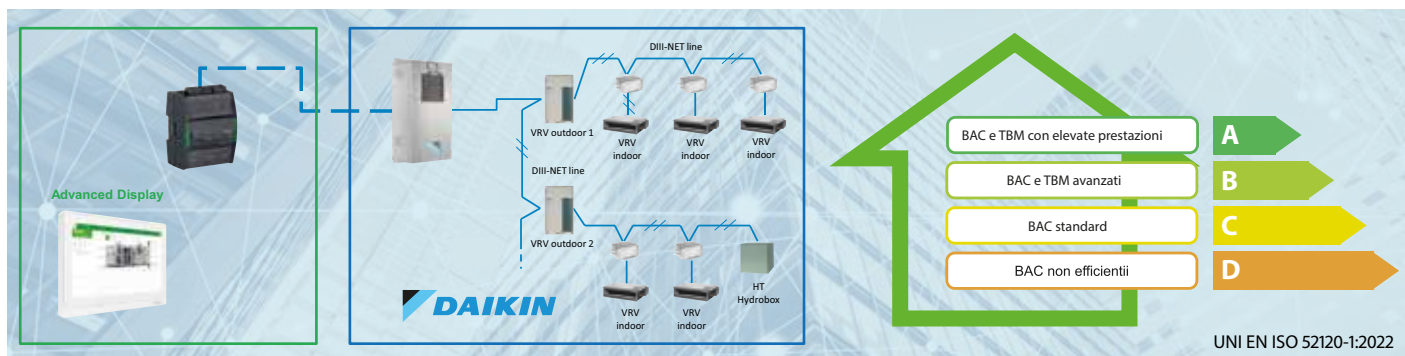 Advanced Display
DIII-NET line
VRV outdoor 1
VRV
indoor
VRV
indoor
VRV
indoor
DIII-NET line
VRV outdoor 2
VRV
indoor
VRV
indoor
HT
Hydrobox
DAIKIN
BAC e TBM con elevate prestazioni
A
BAC e TBM avanzati
B
BAC standard
C
BAC non efficientii
D
UNI EN ISO 52120-1:2022